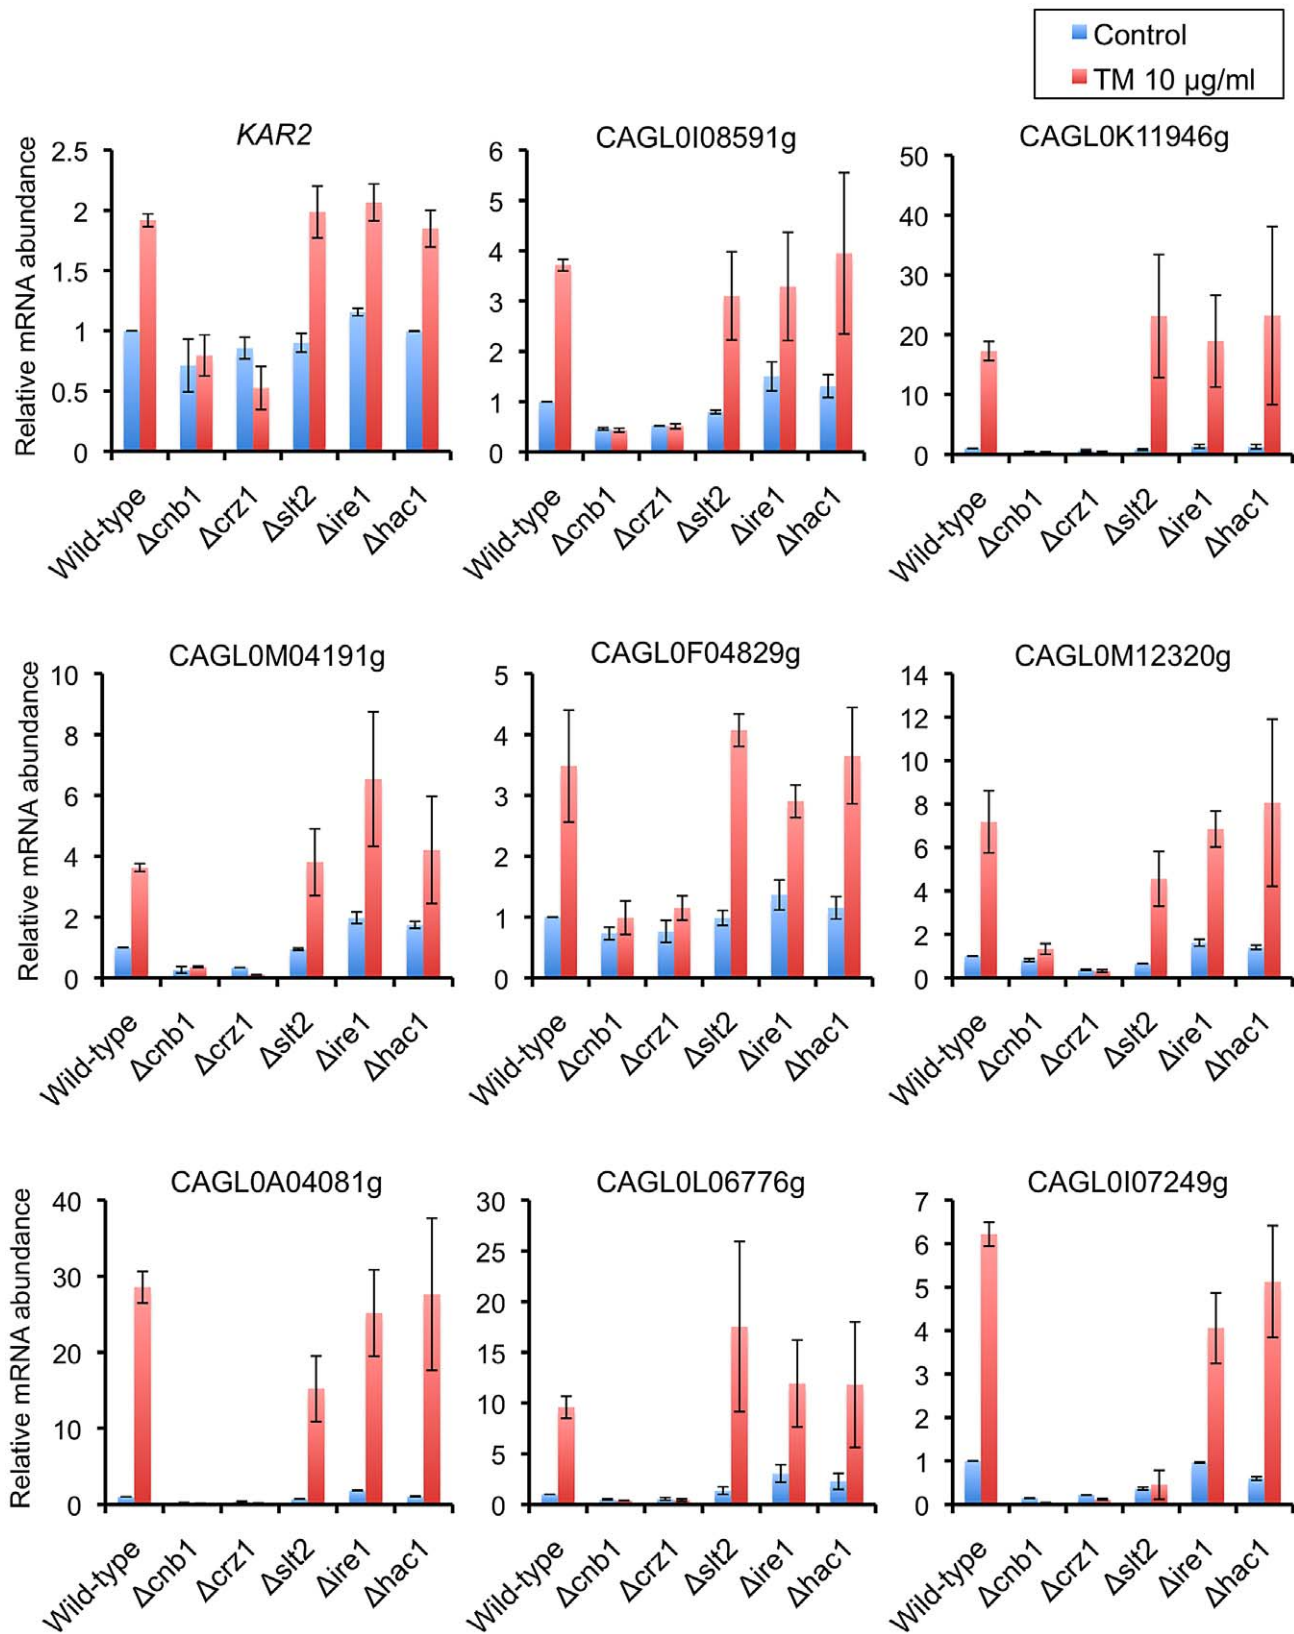 Control
TM 10 µg/ml
KAR2
CAGL0I08591g
CAGL0K11946g
Relative mRNA abundance
2.5
2
1.5
1
0.5
0
6
5
4
3
2
1
0
50
40
30
20
10
0
Wild-type
Δcnb1
Δcrz1
Δslt2
Δire1
Δhac1
Wild-type
Δcnb1
Δcrz1
Δslt2
Δire1
Δhac1
Wild-type
Δcnb1
Δcrz1
Δslt2
Δire1
Δhac1
CAGL0M04191g
CAGL0F04829g
CAGL0M12320g
Relative mRNA abundance
10
8
6
4
2
0
5
4
3
2
1
0
14
12
10
8
6
4
2
0
Wild-type
Δcnb1
Δcrz1
Δslt2
Δire1
Δhac1
Wild-type
Δcnb1
Δcrz1
Δslt2
Δire1
Δhac1
Wild-type
Δcnb1
Δcrz1
Δslt2
Δire1
Δhac1
CAGL0A04081g
CAGL0L06776g
CAGL0I07249g
Relative mRNA abundance
40
30
20
10
0
30
25
20
15
10
5
0
7
6
5
4
3
2
1
0
Wild-type
Δcnb1
Δcrz1
Δslt2
Δire1
Δhac1
Wild-type
Δcnb1
Δcrz1
Δslt2
Δire1
Δhac1
Wild-type
Δcnb1
Δcrz1
Δslt2
Δire1
Δhac1